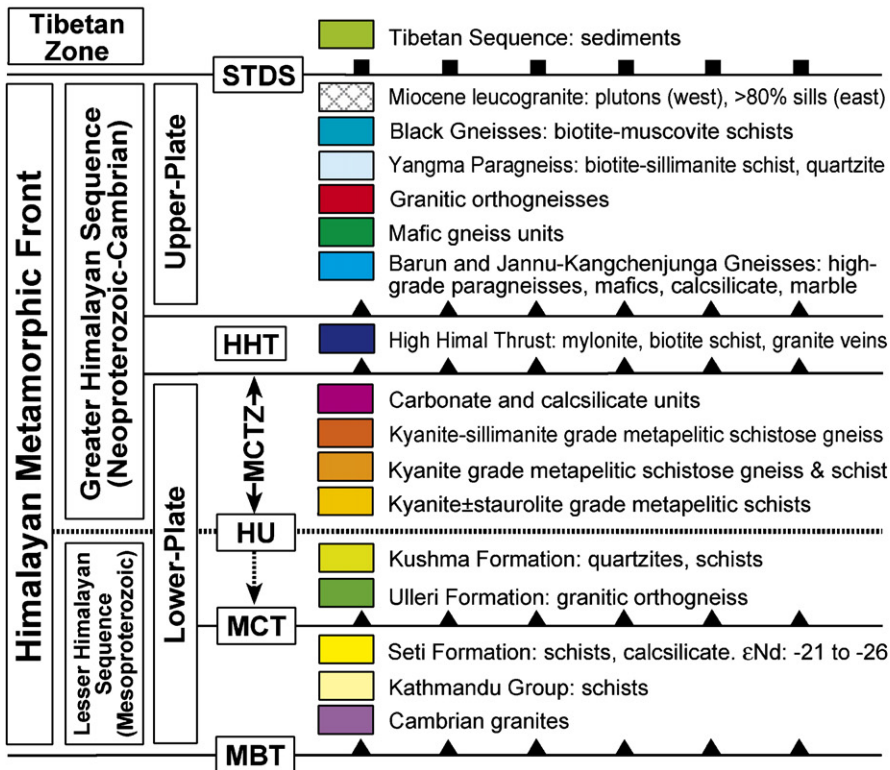 Tibetan
Zone
Tibetan Sequence: sediments
STDS
Himalayan Metamorphic Front
Greater Himalayan Sequence
(Neoproterozoic-Cambrian)
Upper-Plate
Miocene leucogranite: plutons (west), >80% sills (east)
Black Gneisses: biotite-muscovite schists
Yangma Paragneiss: biotite-sillimanite schist, quartzite
Granitic orthogneisses
Mafic gneiss units
Barun and Jannu-Kangchenjunga Gneisses: high-
grade paragneisses, mafics, calcsilicate, marble
HHT
High Himal Thrust: mylonite, biotite schist, granite veins
Lower-Plate
MCTZ
Carbonate and calcsilicate units
Kyanite-sillimanite grade metapelitic schistose gneiss
Kyanite grade metapelitic schistose gneiss & schist
Kyanite±staurolite grade metapelitic schists
HU
Lesser Himalayan
Sequence
(Mesoproterozoic)
Kushma Formation: quartzites, schists
Ulleri Formation: granitic orthogneiss
MCT
Seti Formation: schists, calcsilicate. εNd: -21 to -26
Kathmandu Group: schists
Cambrian granites
MBT